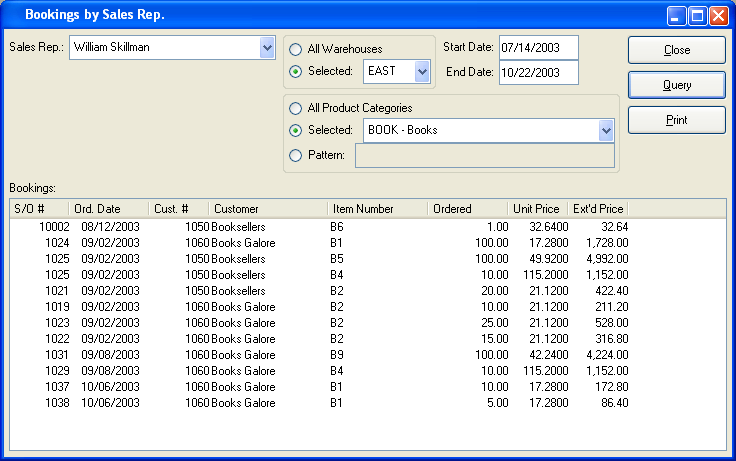 Bookings by Sales Rep.
Sales Rep.: William Skillman
All Warehouses
Selected: EAST
Start Date: 07/14/2003
End Date: 10/22/2003
Close
Query
Print
All Product Categories
Selected: BOOK - Books
Pattern:
Bookings:
S/O # Ord. Date Cust. # Customer Item Number Ordered Unit Price Ext'd Price
10002 08/12/2003 1050 Booksellers B6 1.00 32.6400 32.64
1024 09/02/2003 1060 Books Galore B1 100.00 17.2800 1,728.00
1025 09/02/2003 1050 Booksellers B5 100.00 49.9200 4,992.00
1025 09/02/2003 1050 Booksellers B4 10.00 115.2000 1,152.00
1021 09/02/2003 1050 Booksellers B2 20.00 21.1200 422.40
1019 09/02/2003 1060 Books Galore B2 10.00 21.1200 211.20
1023 09/02/2003 1060 Books Galore B2 25.00 21.1200 528.00
1022 09/02/2003 1060 Books Galore B2 15.00 21.1200 316.80
1031 09/08/2003 1060 Books Galore B9 100.00 42.2400 4,224.00
1029 09/08/2003 1060 Books Galore B4 10.00 115.2000 1,152.00
1037 10/06/2003 1060 Books Galore B1 10.00 17.2800 172.80
1038 10/06/2003 1060 Books Galore B1 5.00 17.2800 86.40